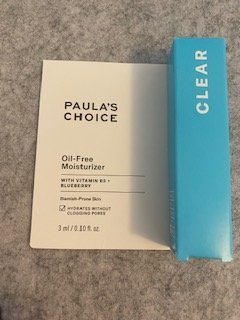 PAULA'S
CHOICE
Oil-Free
Moisturizer
WITH VITAMIN B3 +
BLUEBERRY
Blemish-Prone Skin
HYDRATES WITHOUT
CLOGGING PORES
3 ml / 0.10 fl. oz.
CLEAR